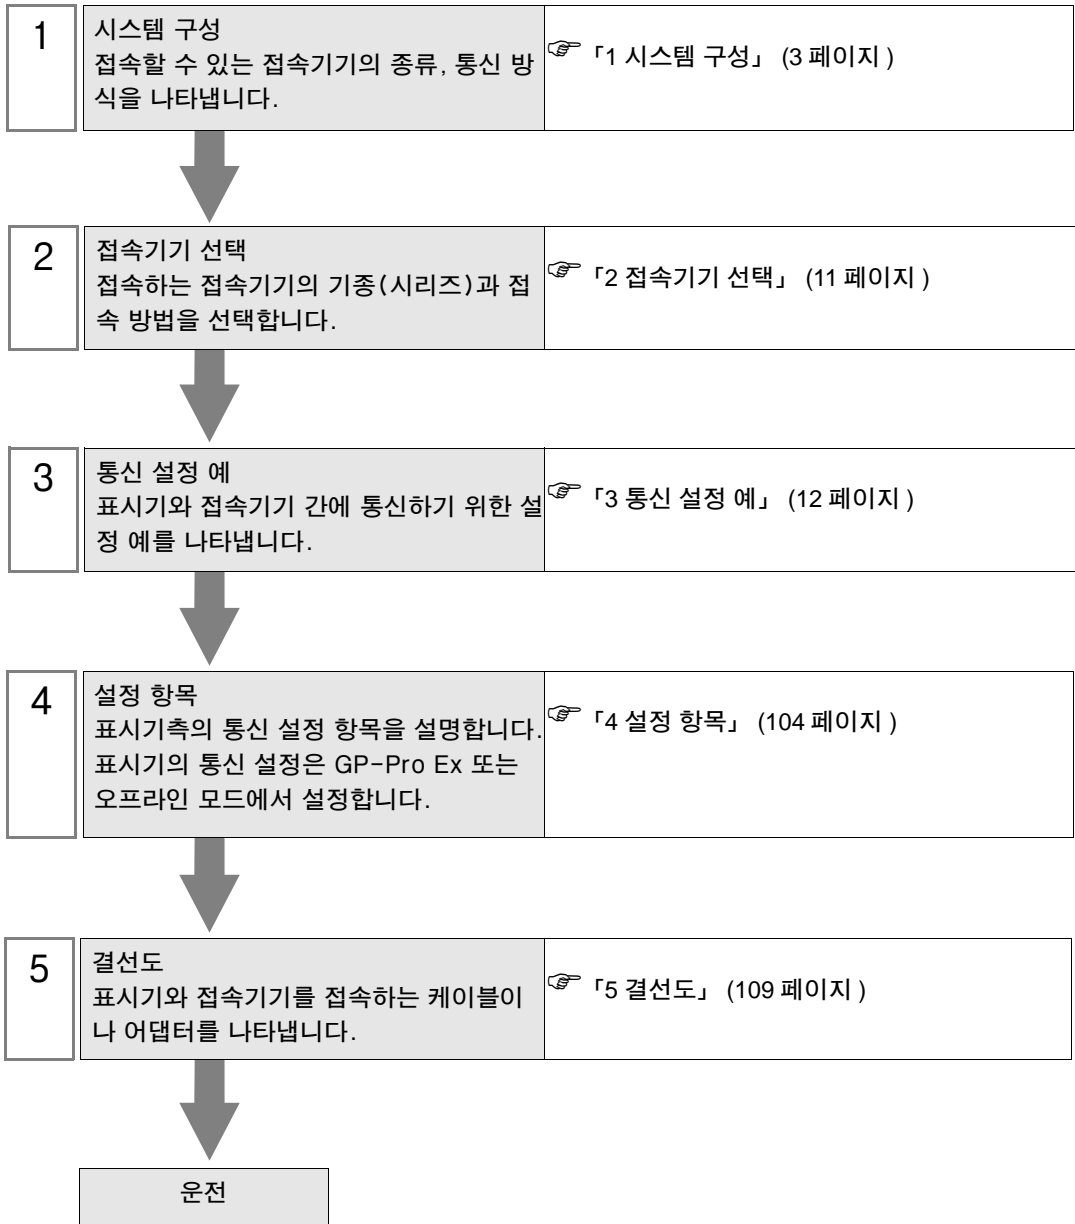 1
시스템 구성
접속할 수 있는 접속기기의 종류, 통신 방
식을 나타냅니다.
☞ 「1 시스템 구성」 (3 페이지 )
2
접속기기 선택
접속하는 접속기기의 기종(시리즈)과 접
속 방법을 선택합니다.
☞ 「2 접속기기 선택」 (11 페이지 )
3
통신 설정 예
표시기와 접속기기 간에 통신하기 위한 설
정 예를 나타냅니다.
☞ 「3 통신 설정 예」 (12 페이지 )
4
설정 항목
표시기측의 통신 설정 항목을 설명합니다.
표시기의 통신 설정은 GP-Pro Ex 또는
오프라인 모드에서 설정합니다.
☞ 「4 설정 항목」 (104 페이지 )
5
결선도
표시기와 접속기기를 접속하는 케이블이
나 어댑터를 나타냅니다.
☞ 「5 결선도」 (109 페이지 )
운전